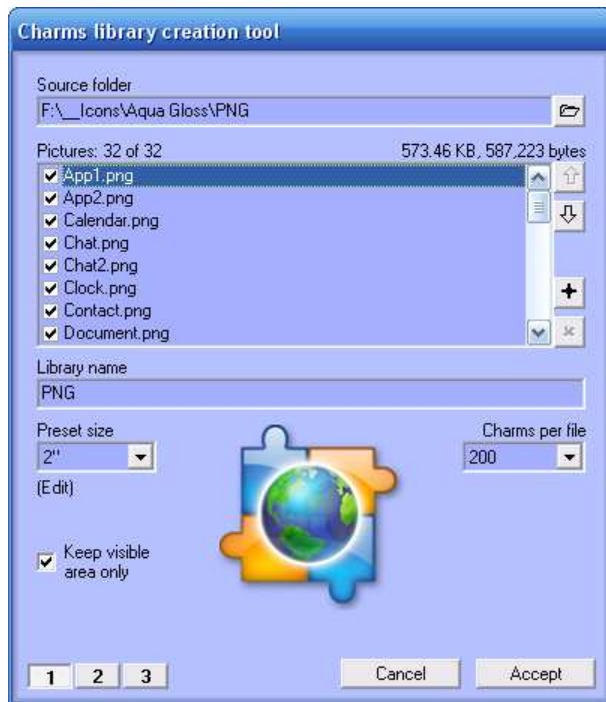 Charms library creation tool
Source folder
F:\__Icons\Aqua Gloss\PNG
Pictures: 32 of 32 573.46 KB, 587,223 bytes
App1.png
App2.png
Calendar.png
Chat.png
Chat2.png
Clock.png
Contact.png
Document.png
Library name
PNG
Preset size Charms per file
2" 200
(Edit)
Keep visible
area only
1 2 3 Cancel Accept